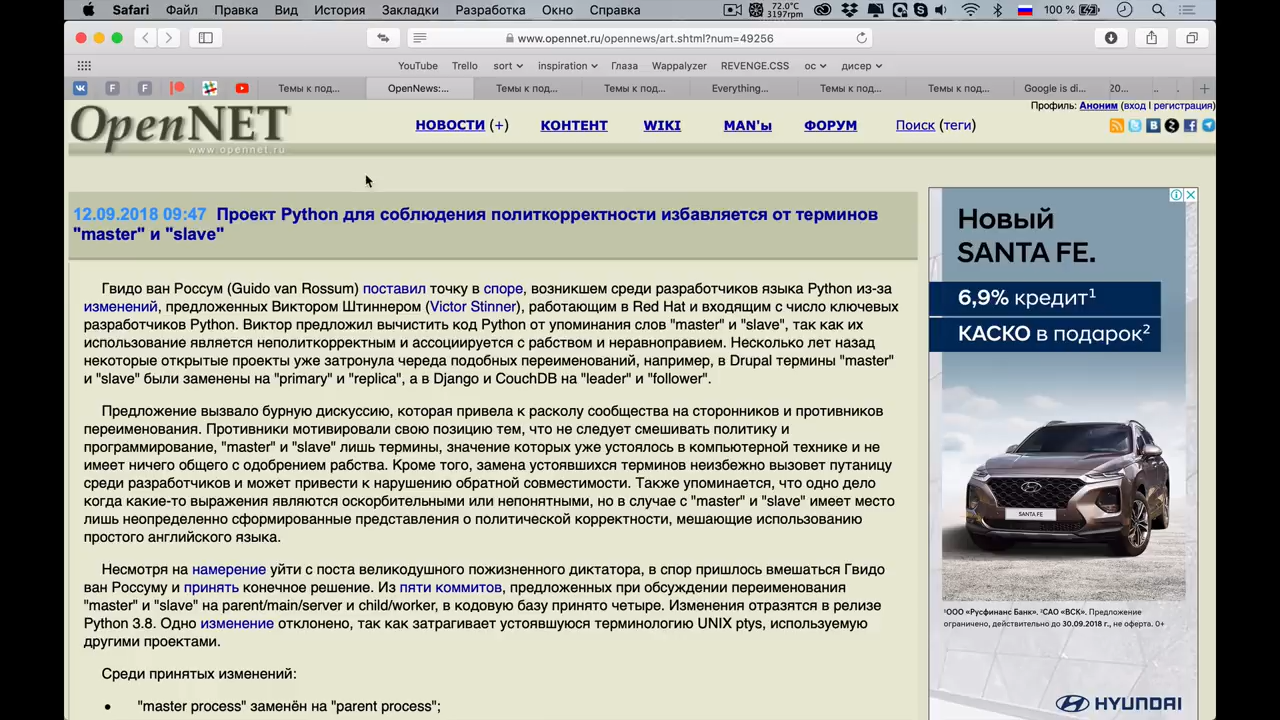 Safari Файл Правка Вид История Закладки Разработка Окно Справка
72.0°C
3197rpm
100 %
www.opennet.ru/opennews/art.shtml?num=49256
YouTube Trello sort inspiration Глаза Wappalyzer REVENGE.CSS ос дисер
Темы к под... OpenNews:... Темы к под... Темы к под... Everything... Темы к под... Темы к под... Google is di... 20...
Профиль: Аноним (вход | регистрация)
OpenNET
www.opennet.ru
НОВОСТИ (+) КОНТЕНТ WIKI MAN'ы ФОРУМ Поиск (теги)
12.09.2018 09:47 Проект Python для соблюдения политкорректности избавляется от терминов
"master" и "slave"
Гвидо ван Россум (Guido van Rossum) поставил точку в споре, возникшем среди разработчиков языка Python из-за
изменений, предложенных Виктором Штиннером (Victor Stinner), работающим в Red Hat и входящим с число ключевых
разработчиков Python. Виктор предложил вычистить код Python от упоминания слов "master" и "slave", так как их
использование является неполиткорректным и ассоциируется с рабством и неравноправием. Несколько лет назад
некоторые открытые проекты уже затронула череда подобных переименований, например, в Drupal термины "master"
и "slave" были заменены на "primary" и "replica", а в Django и CouchDB на "leader" и "follower".
Предложение вызвало бурную дискуссию, которая привела к расколу сообщества на сторонников и противников
переименования. Противники мотивировали свою позицию тем, что не следует смешивать политику и
программирование, "master" и "slave" лишь термины, значение которых уже устоялось в компьютерной технике и не
имеет ничего общего с одобрением рабства. Кроме того, замена устоявшихся терминов неизбежно вызовет путаницу
среди разработчиков и может привести к нарушению обратной совместимости. Также упоминается, что одно дело
когда какие-то выражения являются оскорбительными или непонятными, но в случае с "master" и "slave" имеет место
лишь неопределенно сформированные представления о политической корректности, мешающие использованию
простого английского языка.
Несмотря на намерение уйти с поста великодушного пожизненного диктатора, в спор пришлось вмешаться Гвидо
ван Россуму и принять конечное решение. Из пяти коммитов, предложенных при обсуждении переименования
"master" и "slave" на parent/main/server и child/worker, в кодовую базу принято четыре. Изменения отразятся в релизе
Python 3.8. Одно изменение отклонено, так как затрагивает устоявшуюся терминологию UNIX ptys, используемую
другими проектами.
Среди принятых изменений:
• "master process" заменён на "parent process";
Новый
SANTA FE.
6,9% кредит¹
КАСКО в подарок²
SANTA FE
¹ООО «Русфинанс Банк». ²САО «ВСК». Предложение
ограничено, действительно до 30.09.2018 г., не оферта. 0+
HYUNDAI